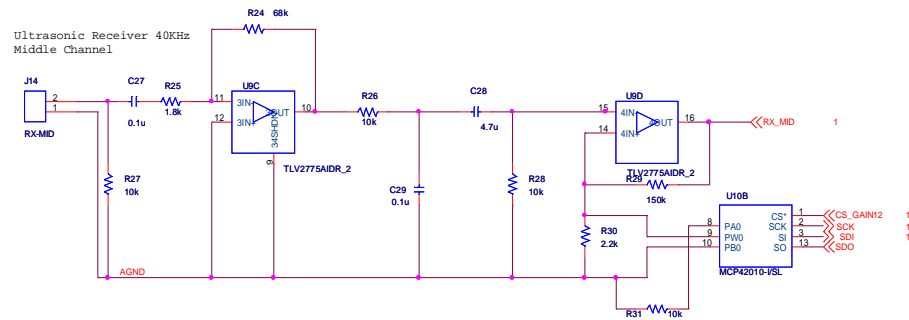 Ultrasonic Receiver 40KHz
Middle Channel
R24 68k
J14
2
1
RX-MID
C27
0.1u
R25
1.8k
R27
10k
U9C
11
12
3IN-
3IN+
3OUT
34SHDN
10
9
TLV2775AIDR_2
R26
10k
C28
4.7u
C29
0.1u
R28
10k
U9D
15
14
4IN-
4IN+
4OUT
16
TLV2775AIDR_2
RX_MID 1
R29
150k
R30
2.2k
U10B
8
9
10
PA0
PW0
PB0
CS*
SCK
SI
SO
1
2
3
13
CS_GAIN12 1
SCK 1
SDI 1
SDO
MCP42010-I/SL
R31 10k
AGND